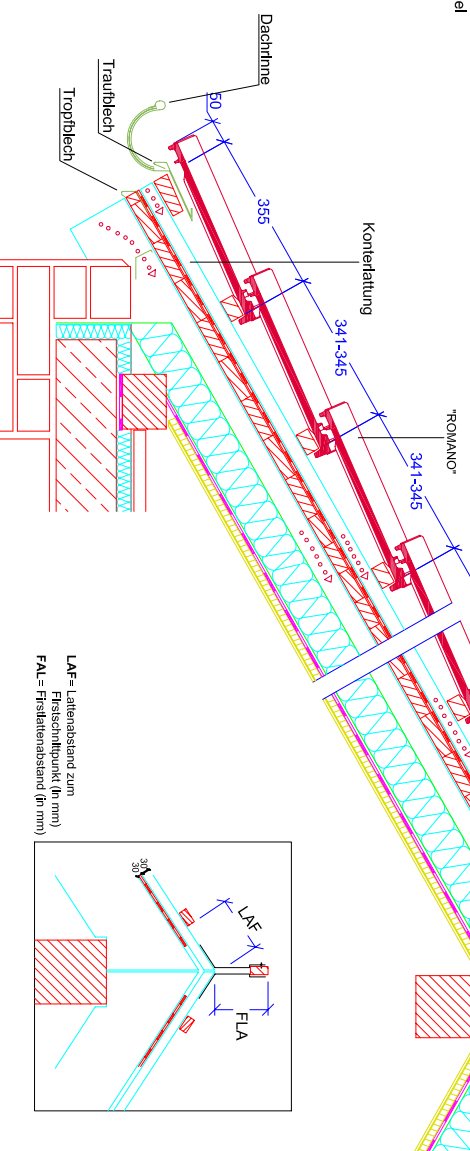 el
Dachrinne
Traufblech
Tropfblech
50
355
Konterlattung
341-345
"ROMANO"
341-345
LAF= Lattenabstand zum
Firstschnittpunkt (in mm)
FAL= Firstlattenabstand (in mm)
30
30
LAF
FLA